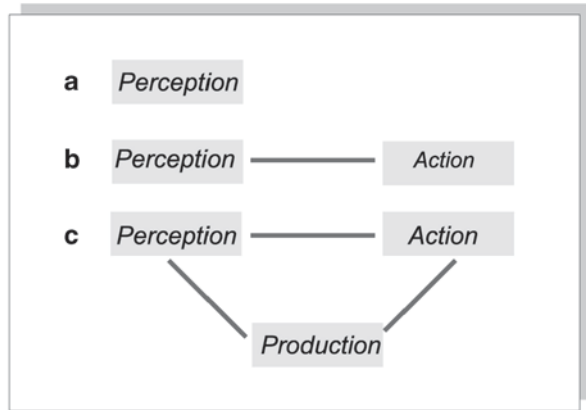 a Perception
b Perception Action
c Perception Action
Production